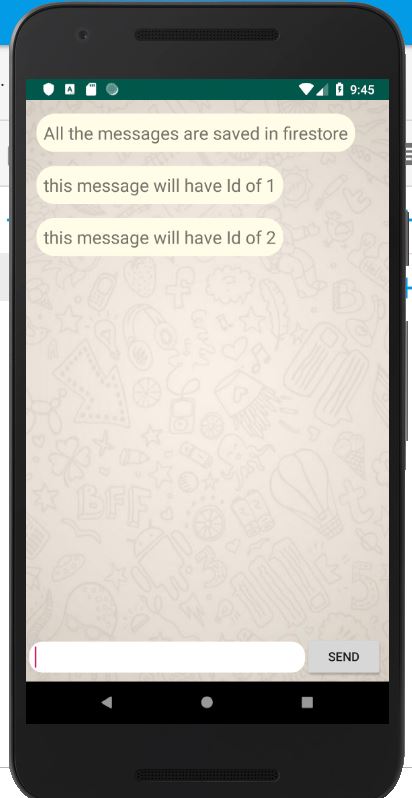 9:45
All the messages are saved in firestore
this message will have Id of 1
this message will have Id of 2
BFF
SEND